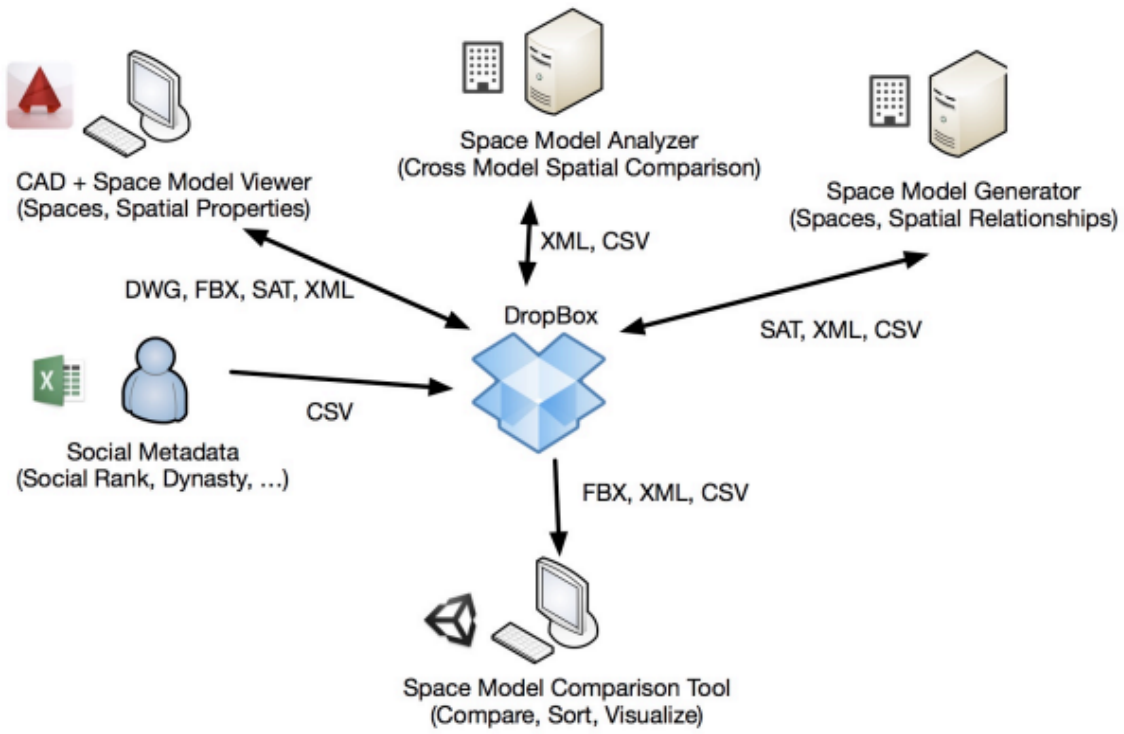 Space Model Analyzer
(Cross Model Spatial Comparison)
CAD + Space Model Viewer
(Spaces, Spatial Properties)
Space Model Generator
(Spaces, Spatial Relationships)
XML, CSV
DWG, FBX, SAT, XML
DropBox
SAT, XML, CSV
X
CSV
Social Metadata
(Social Rank, Dynasty, ...)
FBX, XML, CSV
Space Model Comparison Tool
(Compare, Sort, Visualize)